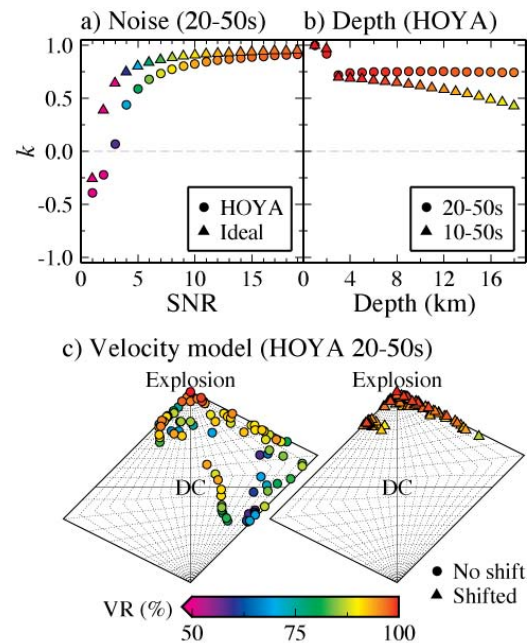 a) Noise (20-50s)
b) Depth (HOYA)
1.0
0.5
0.0
-0.5
-1.0
k
HOYA
Ideal
20-50s
10-50s
0 5 10 15
0 4 8 12 16
SNR
Depth (km)
c) Velocity model (HOYA 20-50s)
Explosion
Explosion
DC
DC
No shift
Shifted
VR (%)
50 75 100